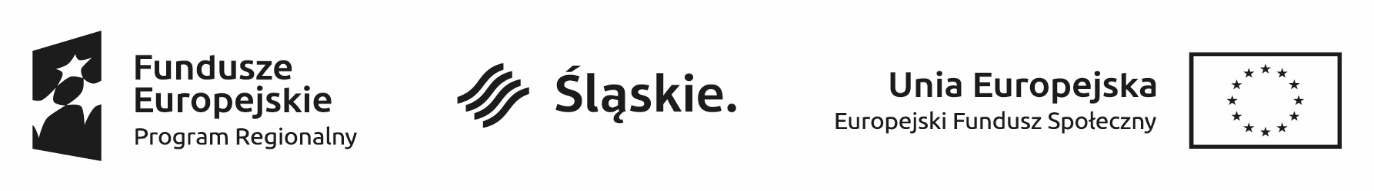 Fundusze
Europejskie
Program Regionalny
Śląskie.
Unia Europejska
Europejski Fundusz Społeczny